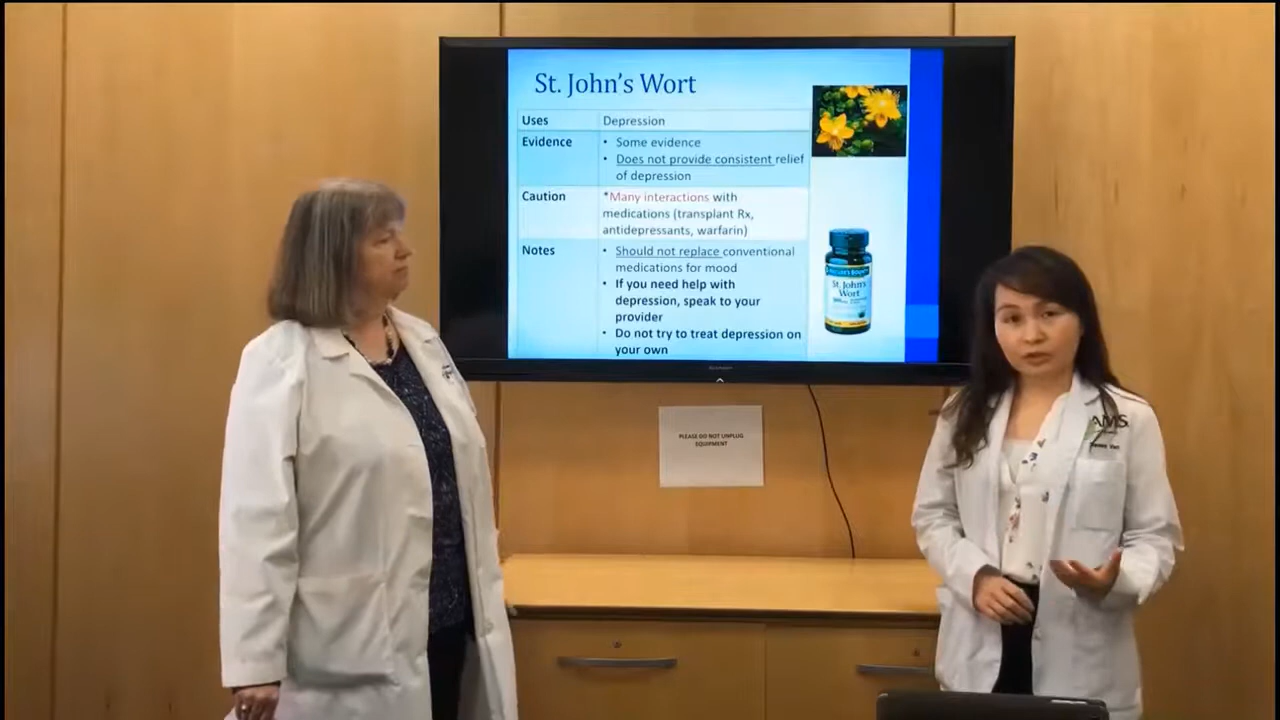 St. John's Wort
Uses Depression
Evidence • Some evidence
• Does not provide consistent relief
of depression
Caution *Many interactions with
medications (transplant Rx,
antidepressants, warfarin)
Notes • Should not replace conventional
medications for mood
• If you need help with
depression, speak to your
provider
• Do not try to treat depression on
your own
St. John's
Wort
PLEASE DO NOT UNPLUG
EQUIPMENT
AMS